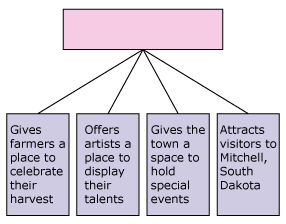 Gives
farmers a
place to
celebrate
their
harvest
Offers
artists a
place to
display
their
talents
Gives the
town a
space to
hold
special
events
Attracts
visitors to
Mitchell,
South
Dakota